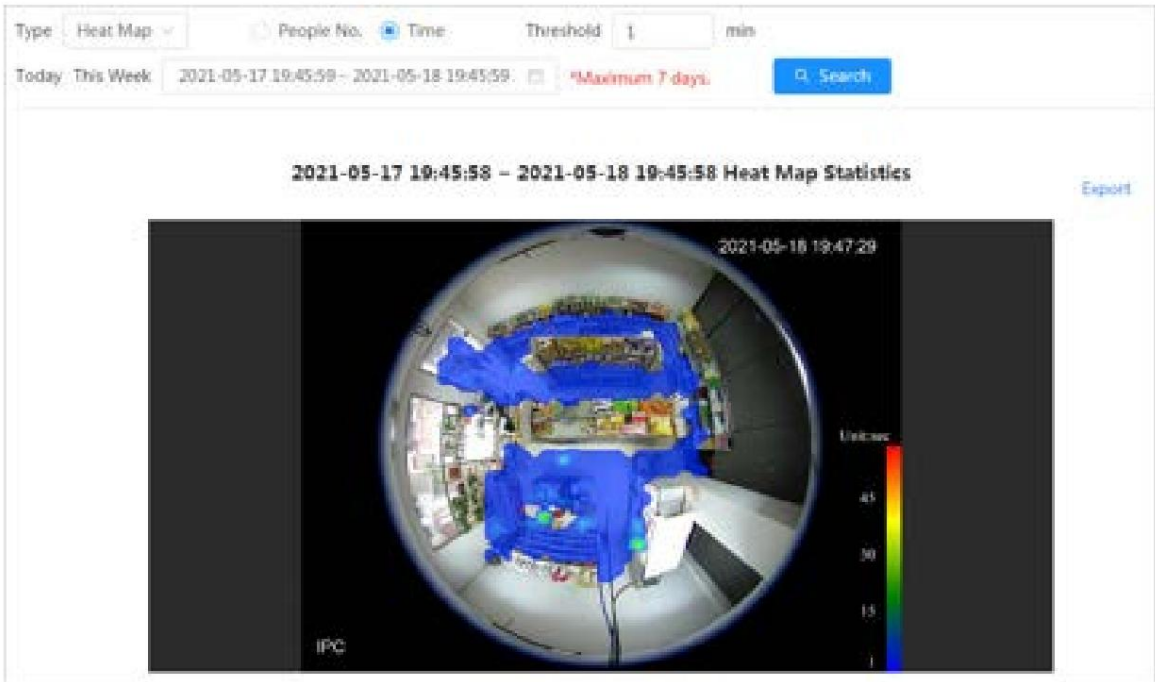 Type Heat Map People No. Time Threshold 1 min
Today This Week 2021-05-17 19:45:59 ~ 2021-05-18 19:45:59 *Maximum 7 days. Search
2021-05-17 19:45:58 ~ 2021-05-18 19:45:58 Heat Map Statistics
Export
2021-05-18 19:47:29
Unit:sec
45
30
15
IPC
1